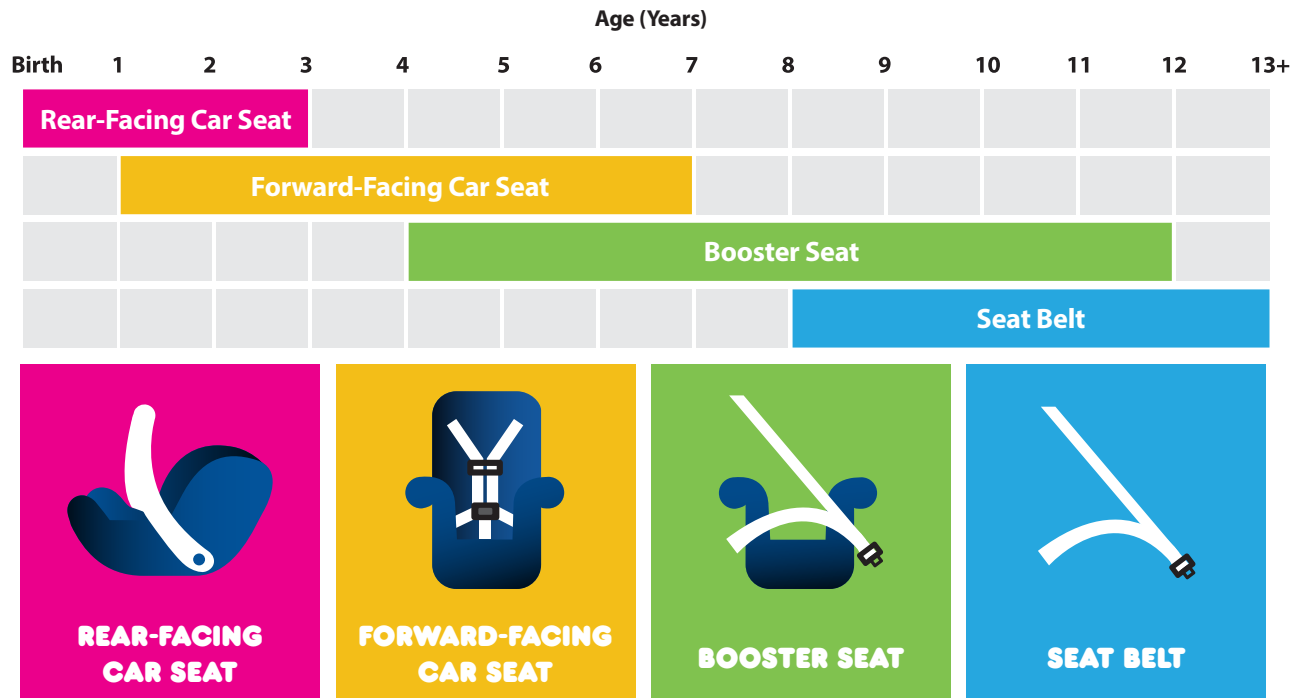 Age (Years)
Birth 1 2 3 4 5 6 7 8 9 10 11 12 13+
Rear-Facing Car Seat
Forward-Facing Car Seat
Booster Seat
Seat Belt
REAR-FACING
CAR SEAT
FORWARD-FACING
CAR SEAT
BOOSTER SEAT
SEAT BELT